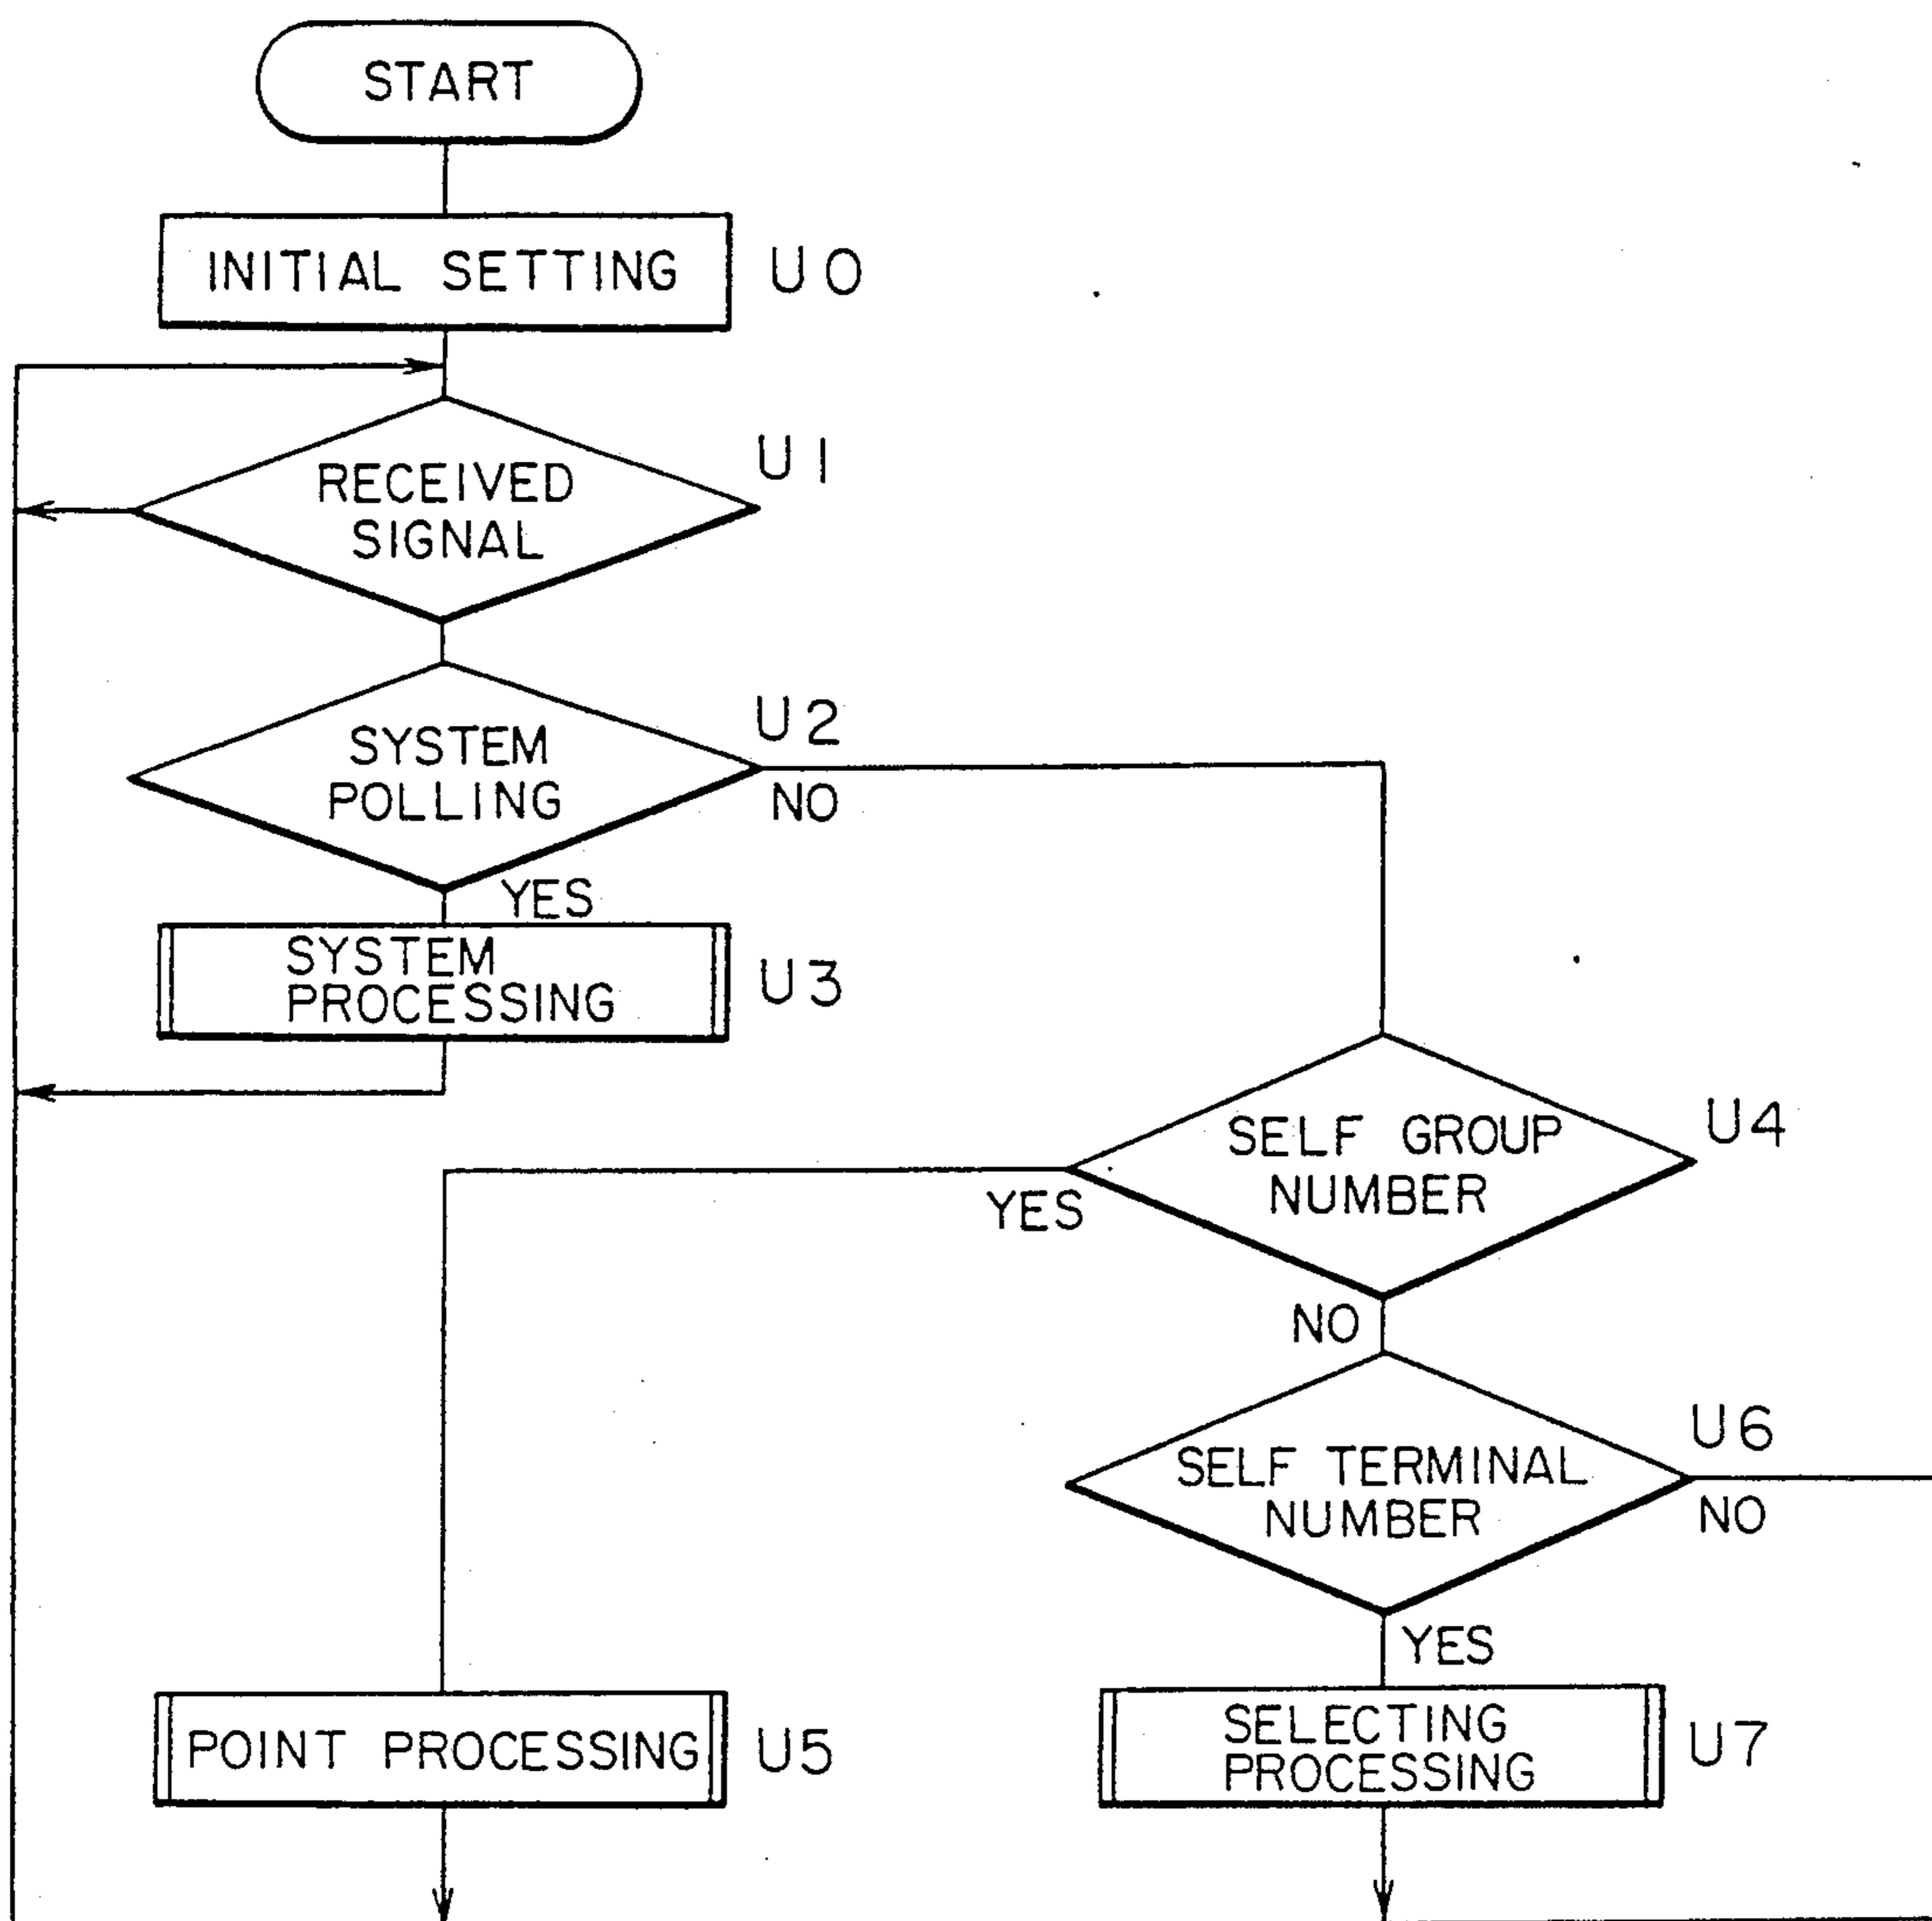 START
INITIAL SETTING
U0
RECEIVED
SIGNAL
U1
SYSTEM
POLLING
U2
NO
YES
SYSTEM
PROCESSING
U3
SELF GROUP
NUMBER
U4
YES
NO
SELF TERMINAL
NUMBER
U6
NO
YES
POINT PROCESSING
U5
SELECTING
PROCESSING
U7